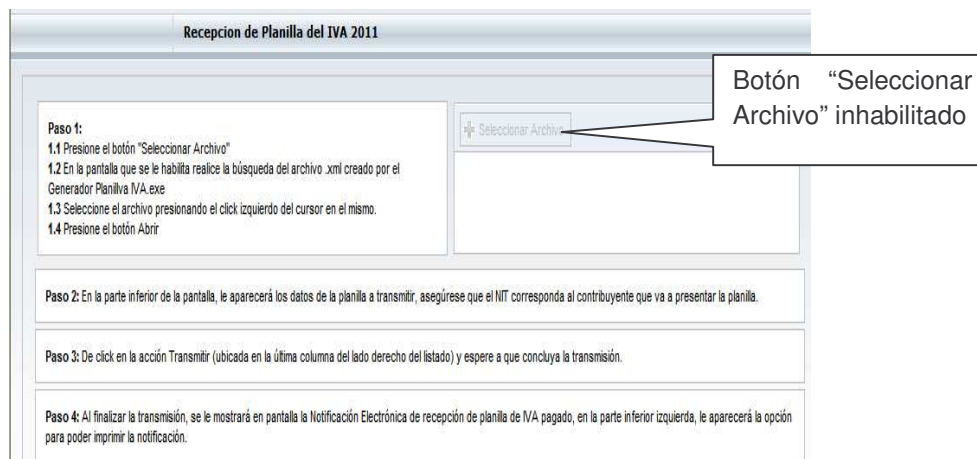 Recepcion de Planilla del IVA 2011
Botón “Seleccionar
Archivo” inhabilitado
Paso 1:
1.1 Presione el botón "Seleccionar Archivo"
1.2 En la pantalla que se le habilita realice la búsqueda del archivo .xml creado por el
Generador Planillva IVA.exe
1.3 Seleccione el archivo presionando el click izquierdo del cursor en el mismo.
1.4 Presione el botón Abrir
Seleccionar Archivo
Paso 2: En la parte inferior de la pantalla, le aparecerá los datos de la planilla a transmitir, asegúrese que el NIT corresponda al contribuyente que va a presentar la planilla.
Paso 3: De click en la acción Transmitir (ubicada en la última columna del lado derecho del listado) y espere a que concluya la transmisión.
Paso 4: Al finalizar la transmisión, se le mostrará en pantalla la Notificación Electrónica de recepción de planilla de IVA pagado, en la parte inferior izquierda, le aparecerá la opción
para poder imprimir la notificación.